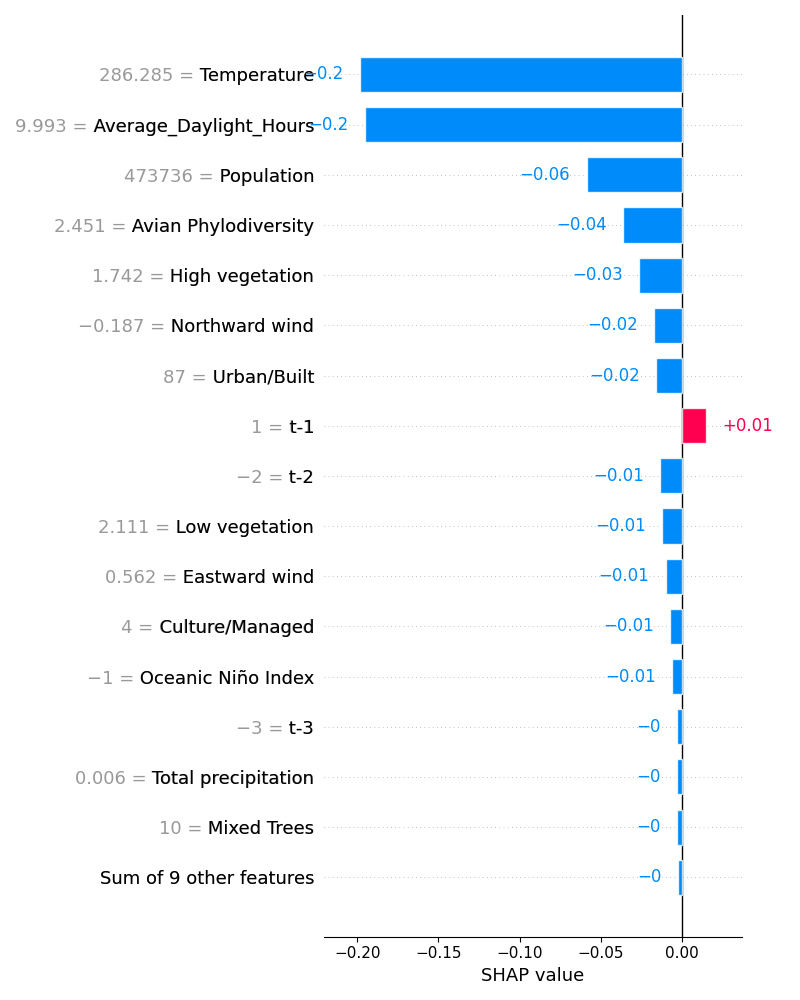 286.285 = Temperature −0.2
9.993 = Average_Daylight_Hours −0.2
473736 = Population −0.06
2.451 = Avian Phylodiversity −0.04
1.742 = High vegetation −0.03
−0.187 = Northward wind −0.02
87 = Urban/Built −0.02
1 = t-1 +0.01
−2 = t-2 −0.01
2.111 = Low vegetation −0.01
0.562 = Eastward wind −0.01
4 = Culture/Managed −0.01
−1 = Oceanic Niño Index −0.01
−3 = t-3 −0
0.006 = Total precipitation −0
10 = Mixed Trees −0
Sum of 9 other features −0
−0.20 −0.15 −0.10 −0.05 0.00
SHAP value